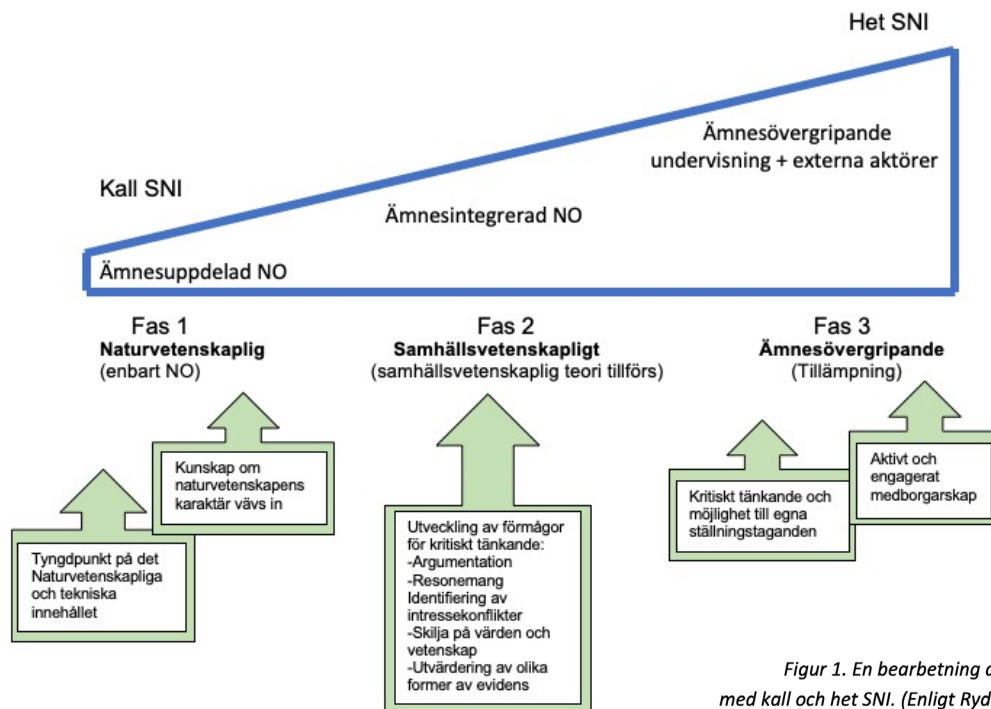 Het SNI
Ämnesövergripande
undervisning + externa aktörer
Kall SNI
Ämnesintegrerad NO
Ämnesuppdelad NO
Fas 1
Naturvetenskaplig
(enbart NO)
Fas 2
Samhällsvetenskapligt
(samhällsvetenskaplig teori tillförs)
Fas 3
Ämnesövergripande
(Tillämpning)
Tyngdpunkt på det
Naturvetenskapliga
och tekniska
innehållet
Kunskap om
naturvetenskapens
karaktär vävs in
Utveckling av förmågor
för kritiskt tänkande:
-Argumentation
-Resonemang
Identifiering av
intressekonflikter
-Skilja på värden och
vetenskap
-Utvärdering av olika
former av evidens
Kritiskt tänkande och
möjlighet till egna
ställningstaganden
Aktivt och
engagerat
medborgarskap
Figur 1. En bearbetning
med kall och het SNI. (Enligt